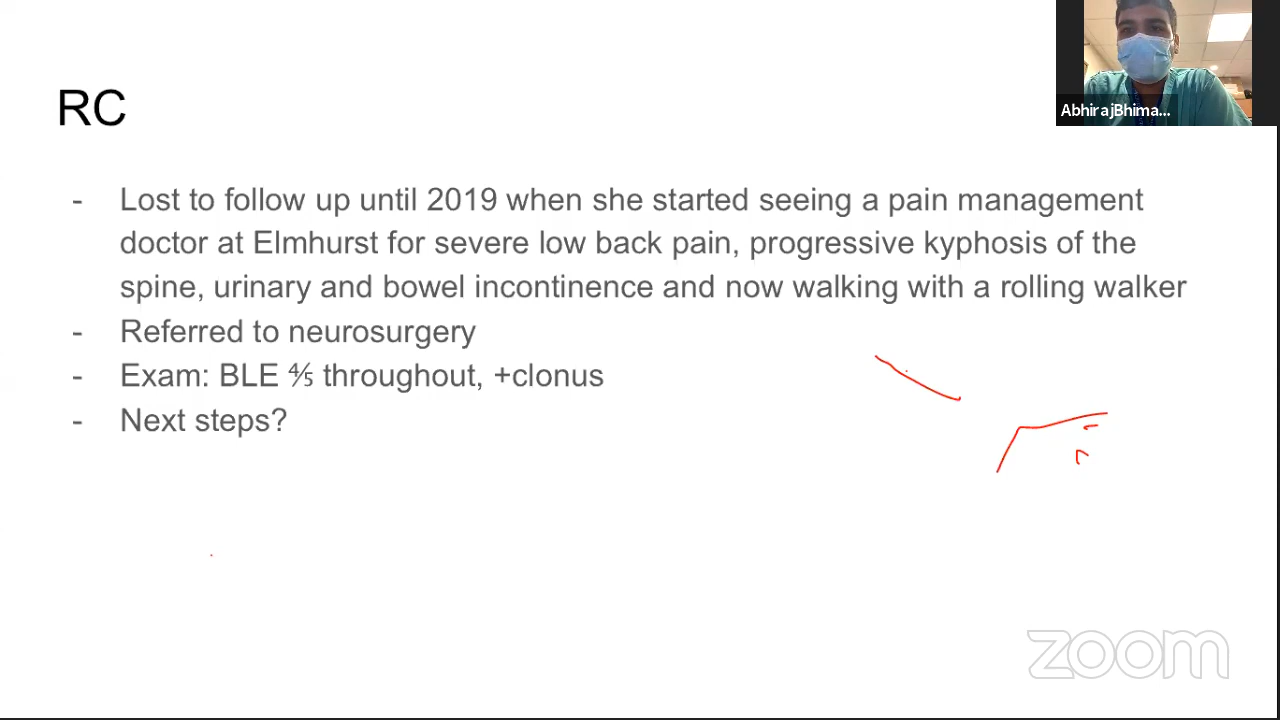 RC
AbhirajBhima...
- Lost to follow up until 2019 when she started seeing a pain management
doctor at Elmhurst for severe low back pain, progressive kyphosis of the
spine, urinary and bowel incontinence and now walking with a rolling walker
- Referred to neurosurgery
- Exam: BLE ⅘ throughout, +clonus
- Next steps?
zoom